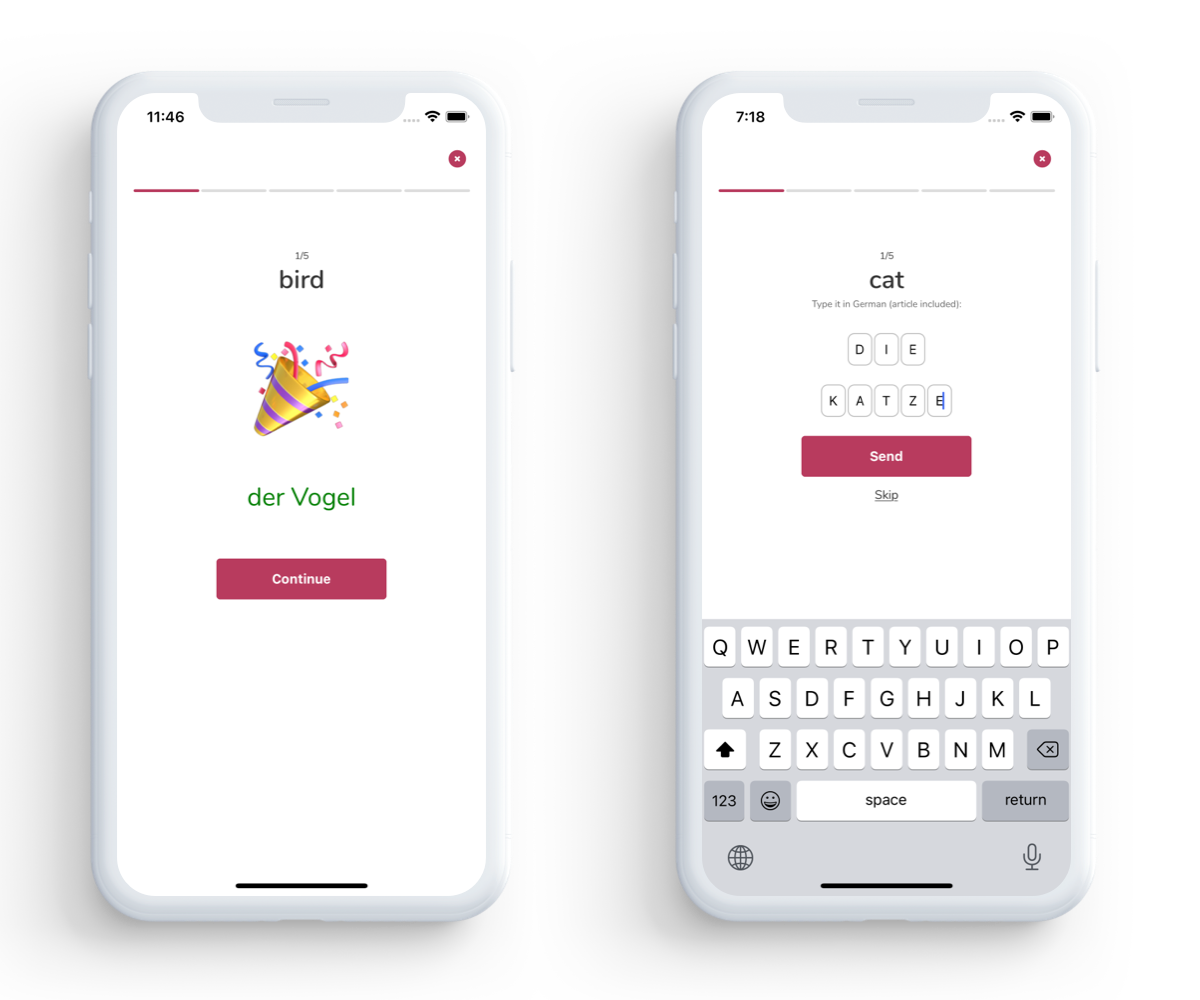 11:46
1/5
bird
der Vogel
Continue
7:18
1/5
cat
Type it in German (article included):
D I E
K A T Z E
Send
Skip
Q W E R T Y U I O P
A S D F G H J K L
Z X C V B N M
123 space return